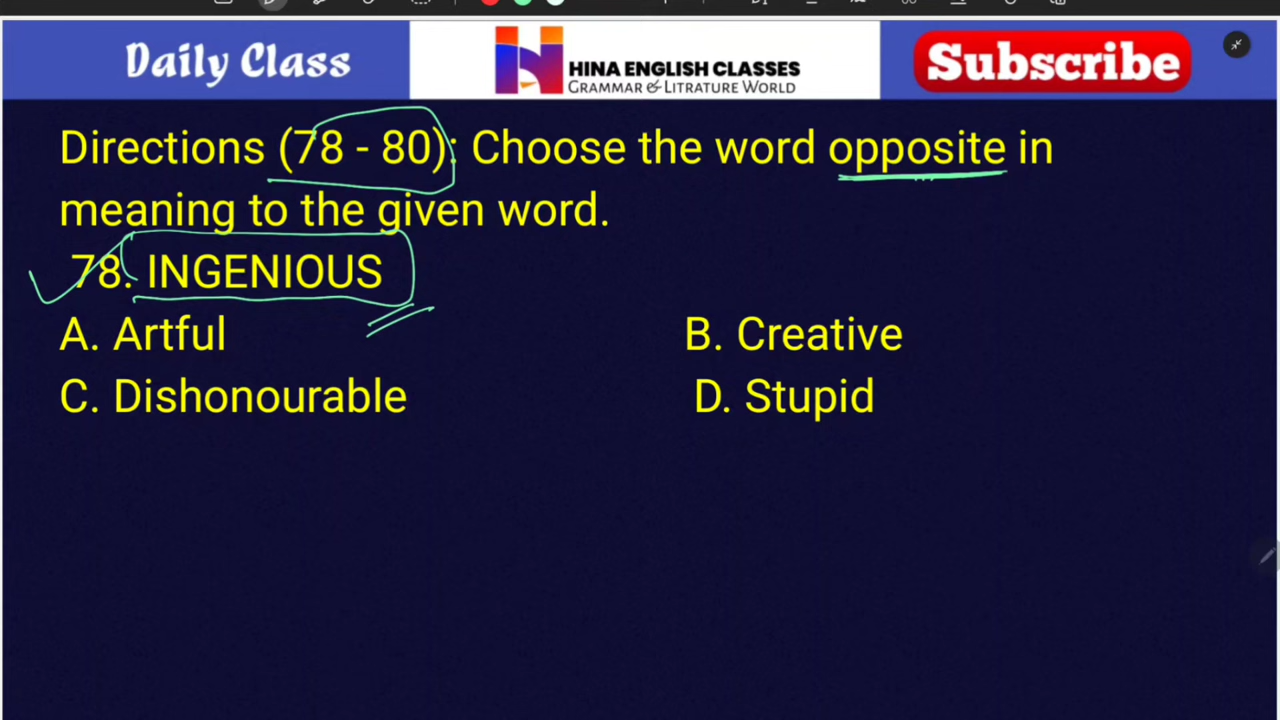 Daily Class
HINA ENGLISH CLASSES
GRAMMAR & LITRATURE WORLD
Subscribe
Directions (78 - 80): Choose the word opposite in
meaning to the given word.
78. INGENIOUS
A. Artful B. Creative
C. Dishonourable D. Stupid